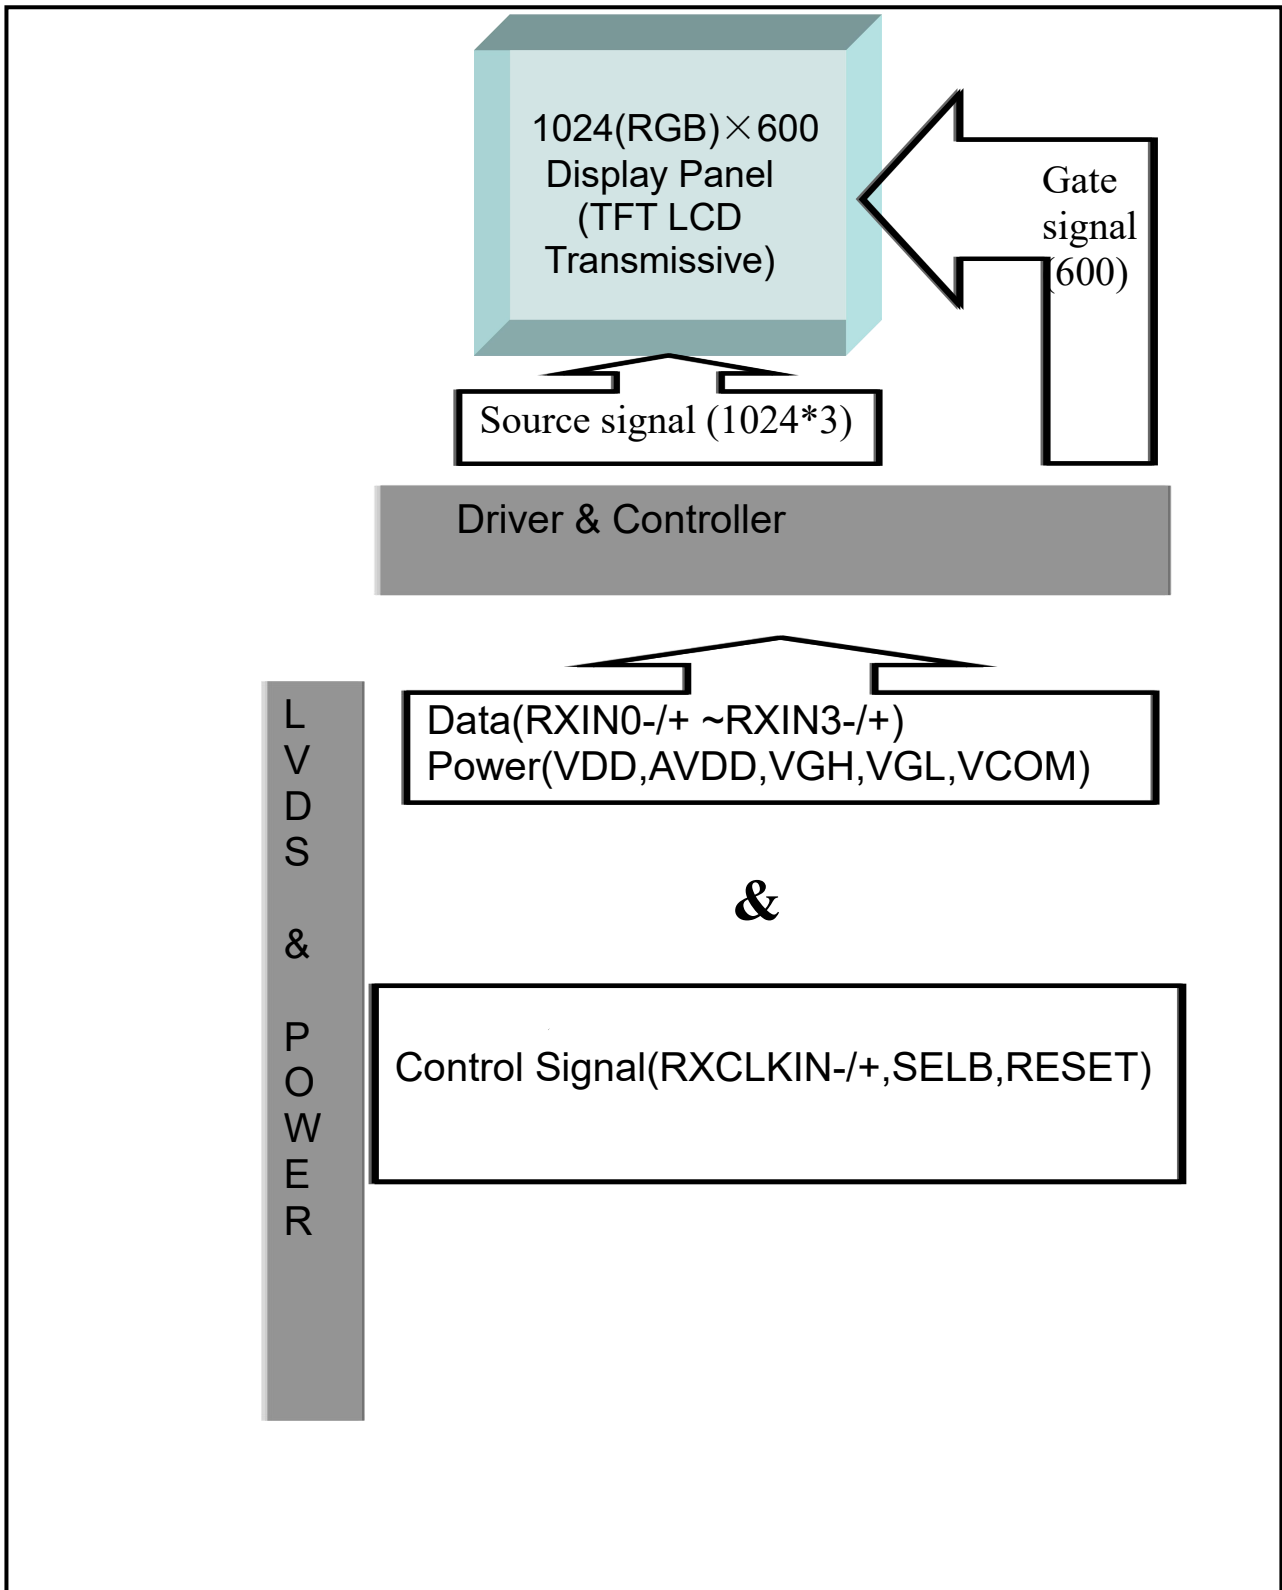 1024(RGB)×600
Display Panel
(TFT LCD
Transmissive)
Gate
signal
(600)
Source signal (1024*3)
Driver & Controller
L
V
D
S
&
P
O
W
E
R
Data(RXIN0-/+ ~RXIN3-/+)
Power(VDD,AVDD,VGH,VGL,VCOM)
&
Control Signal(RXCLKIN-/+,SELB,RESET)